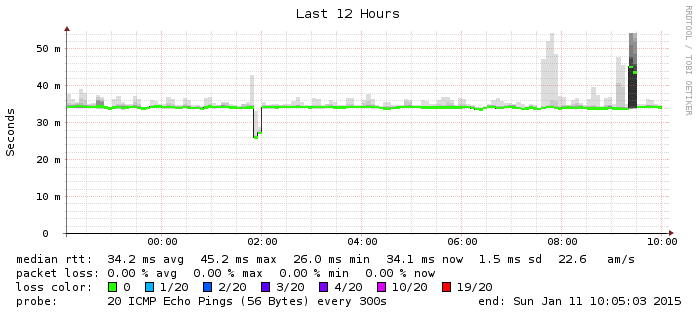 Last 12 Hours
RRDTOOL / TOBI OETIKER
Seconds
50 m
40 m
30 m
20 m
10 m
0
00:00 02:00 04:00 06:00 08:00 10:00
median rtt: 34.2 ms avg 45.2 ms max 26.0 ms min 34.1 ms now 1.5 ms sd 22.6 am/s
packet loss: 0.00 % avg 0.00 % max 0.00 % min 0.00 % now
loss color: 0 1/20 2/20 3/20 4/20 10/20 19/20
probe: 20 ICMP Echo Pings (56 Bytes) every 300s end: Sun Jan 11 10:05:03 2015